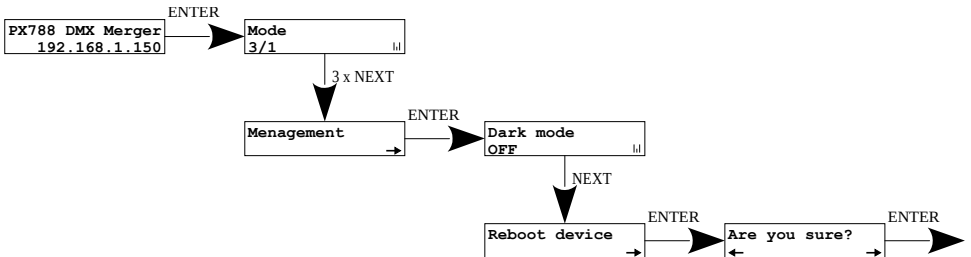 ENTER
PX788 DMX Merger
192.168.1.150
Mode
3/1
3 x NEXT
Menagement
ENTER
Dark mode
OFF
NEXT
Reboot device
ENTER
Are you sure?
ENTER